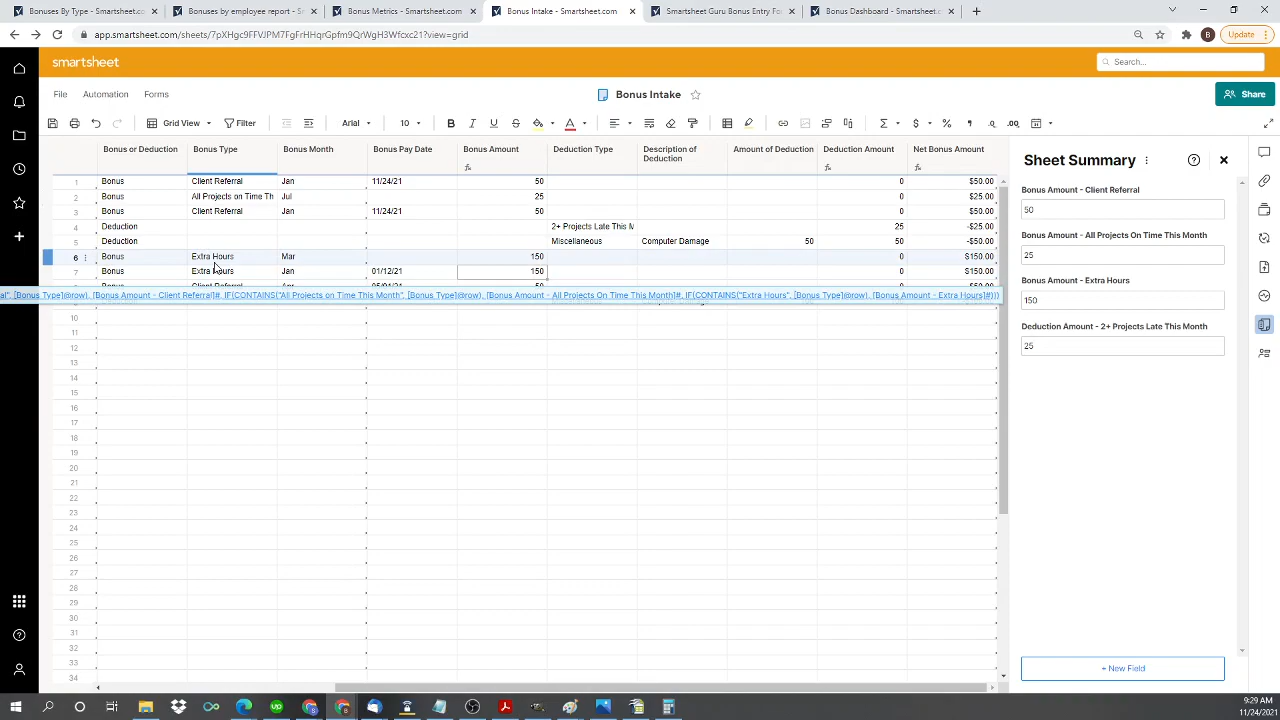 Bonuses By Type - Smartsheet.co
Bonuses by employee report - S
Bonus Metrics - Smartsheet.com
Bonus Intake - Smartsheet.com
Smartsheet Guru Bonus Entry Fo
Bonus Dashboard - Smartsheet.c
app.smartsheet.com/sheets/7pXHgc9FFVJPM7FgFrHHqrGpfm9QrWgH3Wfcxc21?view=grid
B
Update
smartsheet
Search...
File
Automation
Forms
Bonus Intake
Share
Grid View
Filter
Arial
10
B
I
U
S
A
Σ
$
%
Bonus or Deduction Bonus Type Bonus Month Bonus Pay Date Bonus Amount Deduction Type Description of Deduction Amount of Deduction Deduction Amount Net Bonus Amount
fx fx fx
1 Bonus Client Referral Jan 11/24/21 50 0 $50.00
2 Bonus All Projects on Time Th Jul 25 0 $25.00
3 Bonus Client Referral Jan 11/24/21 50 0 $50.00
4 Deduction 2+ Projects Late This M 25 -$25.00
5 Deduction Miscellaneous Computer Damage 50 50 -$50.00
6 Bonus Extra Hours Mar 150 0 $150.00
7 Bonus Extra Hours Jan 01/12/21 150 0 $150.00
al", [Bonus Type]@row), [Bonus Amount - Client Referral]#, IF(CONTAINS("All Projects on Time This Month", [Bonus Type]@row), [Bonus Amount - All Projects On Time This Month]#, IF(CONTAINS("Extra Hours", [Bonus Type]@row), [Bonus Amount - Extra Hours]#)))
10
11
12
13
14
15
16
17
18
19
20
21
22
23
24
25
26
27
28
29
30
31
32
33
34
Sheet Summary
Bonus Amount - Client Referral
50
Bonus Amount - All Projects On Time This Month
25
Bonus Amount - Extra Hours
150
Deduction Amount - 2+ Projects Late This Month
25
+ New Field
9:29 AM
11/24/2021